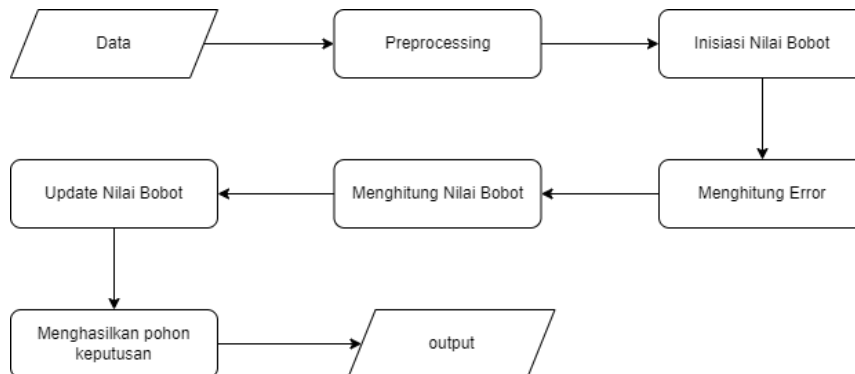 Data
Preprocessing
Inisiasi Nilai Bobot
Menghitung Error
Menghitung Nilai Bobot
Update Nilai Bobot
Menghasilkan pohon
keputusan
output